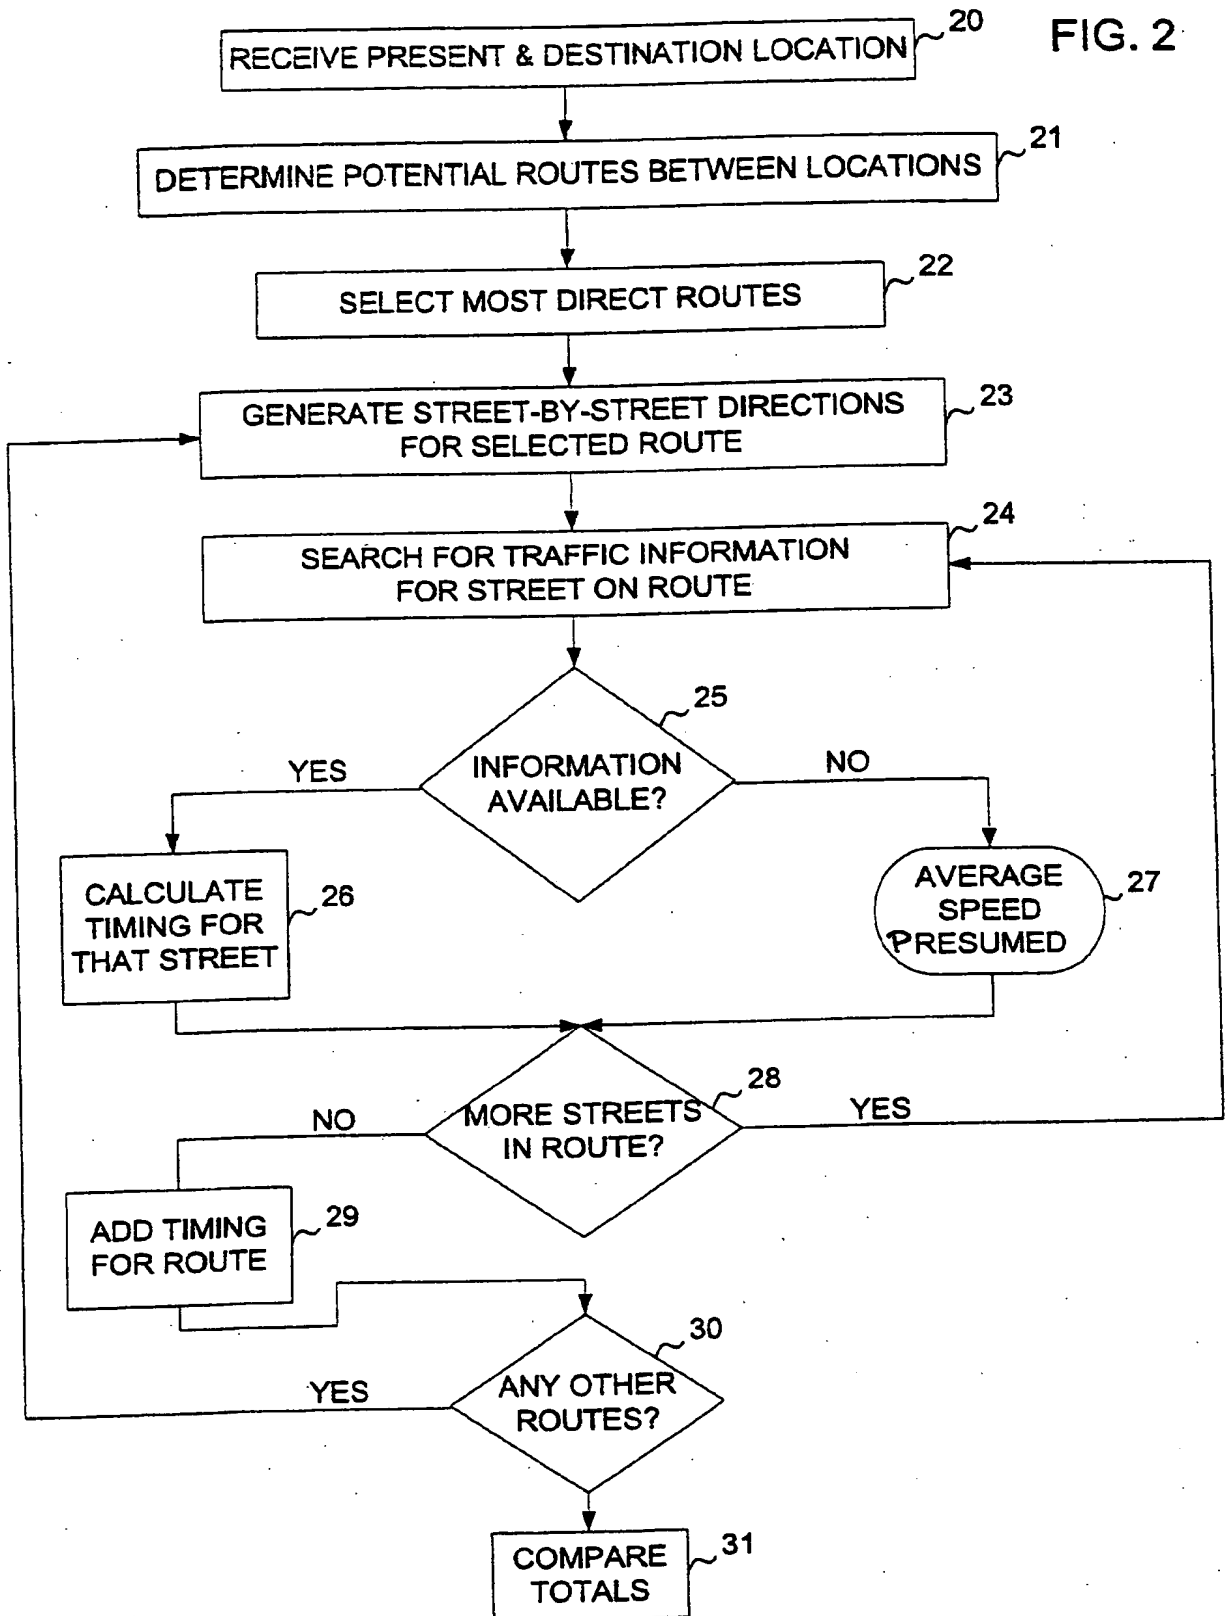 FIG. 2
20
RECEIVE PRESENT & DESTINATION LOCATION
21
DETERMINE POTENTIAL ROUTES BETWEEN LOCATIONS
22
SELECT MOST DIRECT ROUTES
23
GENERATE STREET-BY-STREET DIRECTIONS
FOR SELECTED ROUTE
24
SEARCH FOR TRAFFIC INFORMATION
FOR STREET ON ROUTE
25
INFORMATION
AVAILABLE?
YES
NO
CALCULATE
TIMING FOR
THAT STREET
26
AVERAGE
SPEED
PRESUMED
27
28
MORE STREETS
IN ROUTE?
NO
YES
ADD TIMING
FOR ROUTE
29
30
ANY OTHER
ROUTES?
YES
COMPARE
TOTALS
31